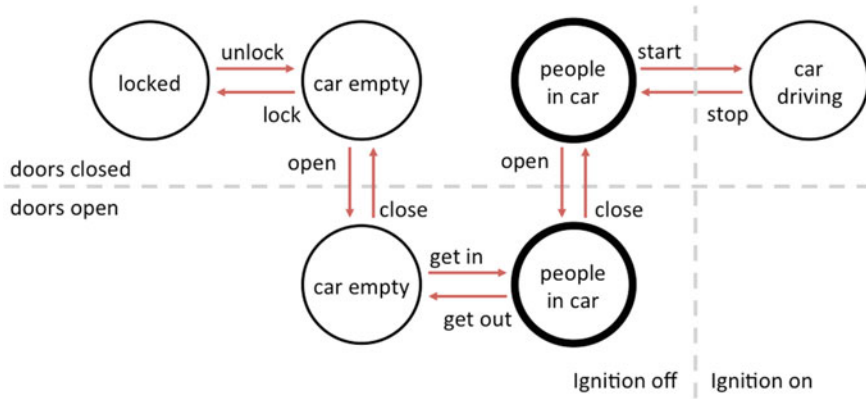 unlock
locked
lock
car empty
people
in car
start
stop
car
driving
open
close
open
close
doors closed
doors open
car empty
get in
get out
people
in car
Ignition off
Ignition on